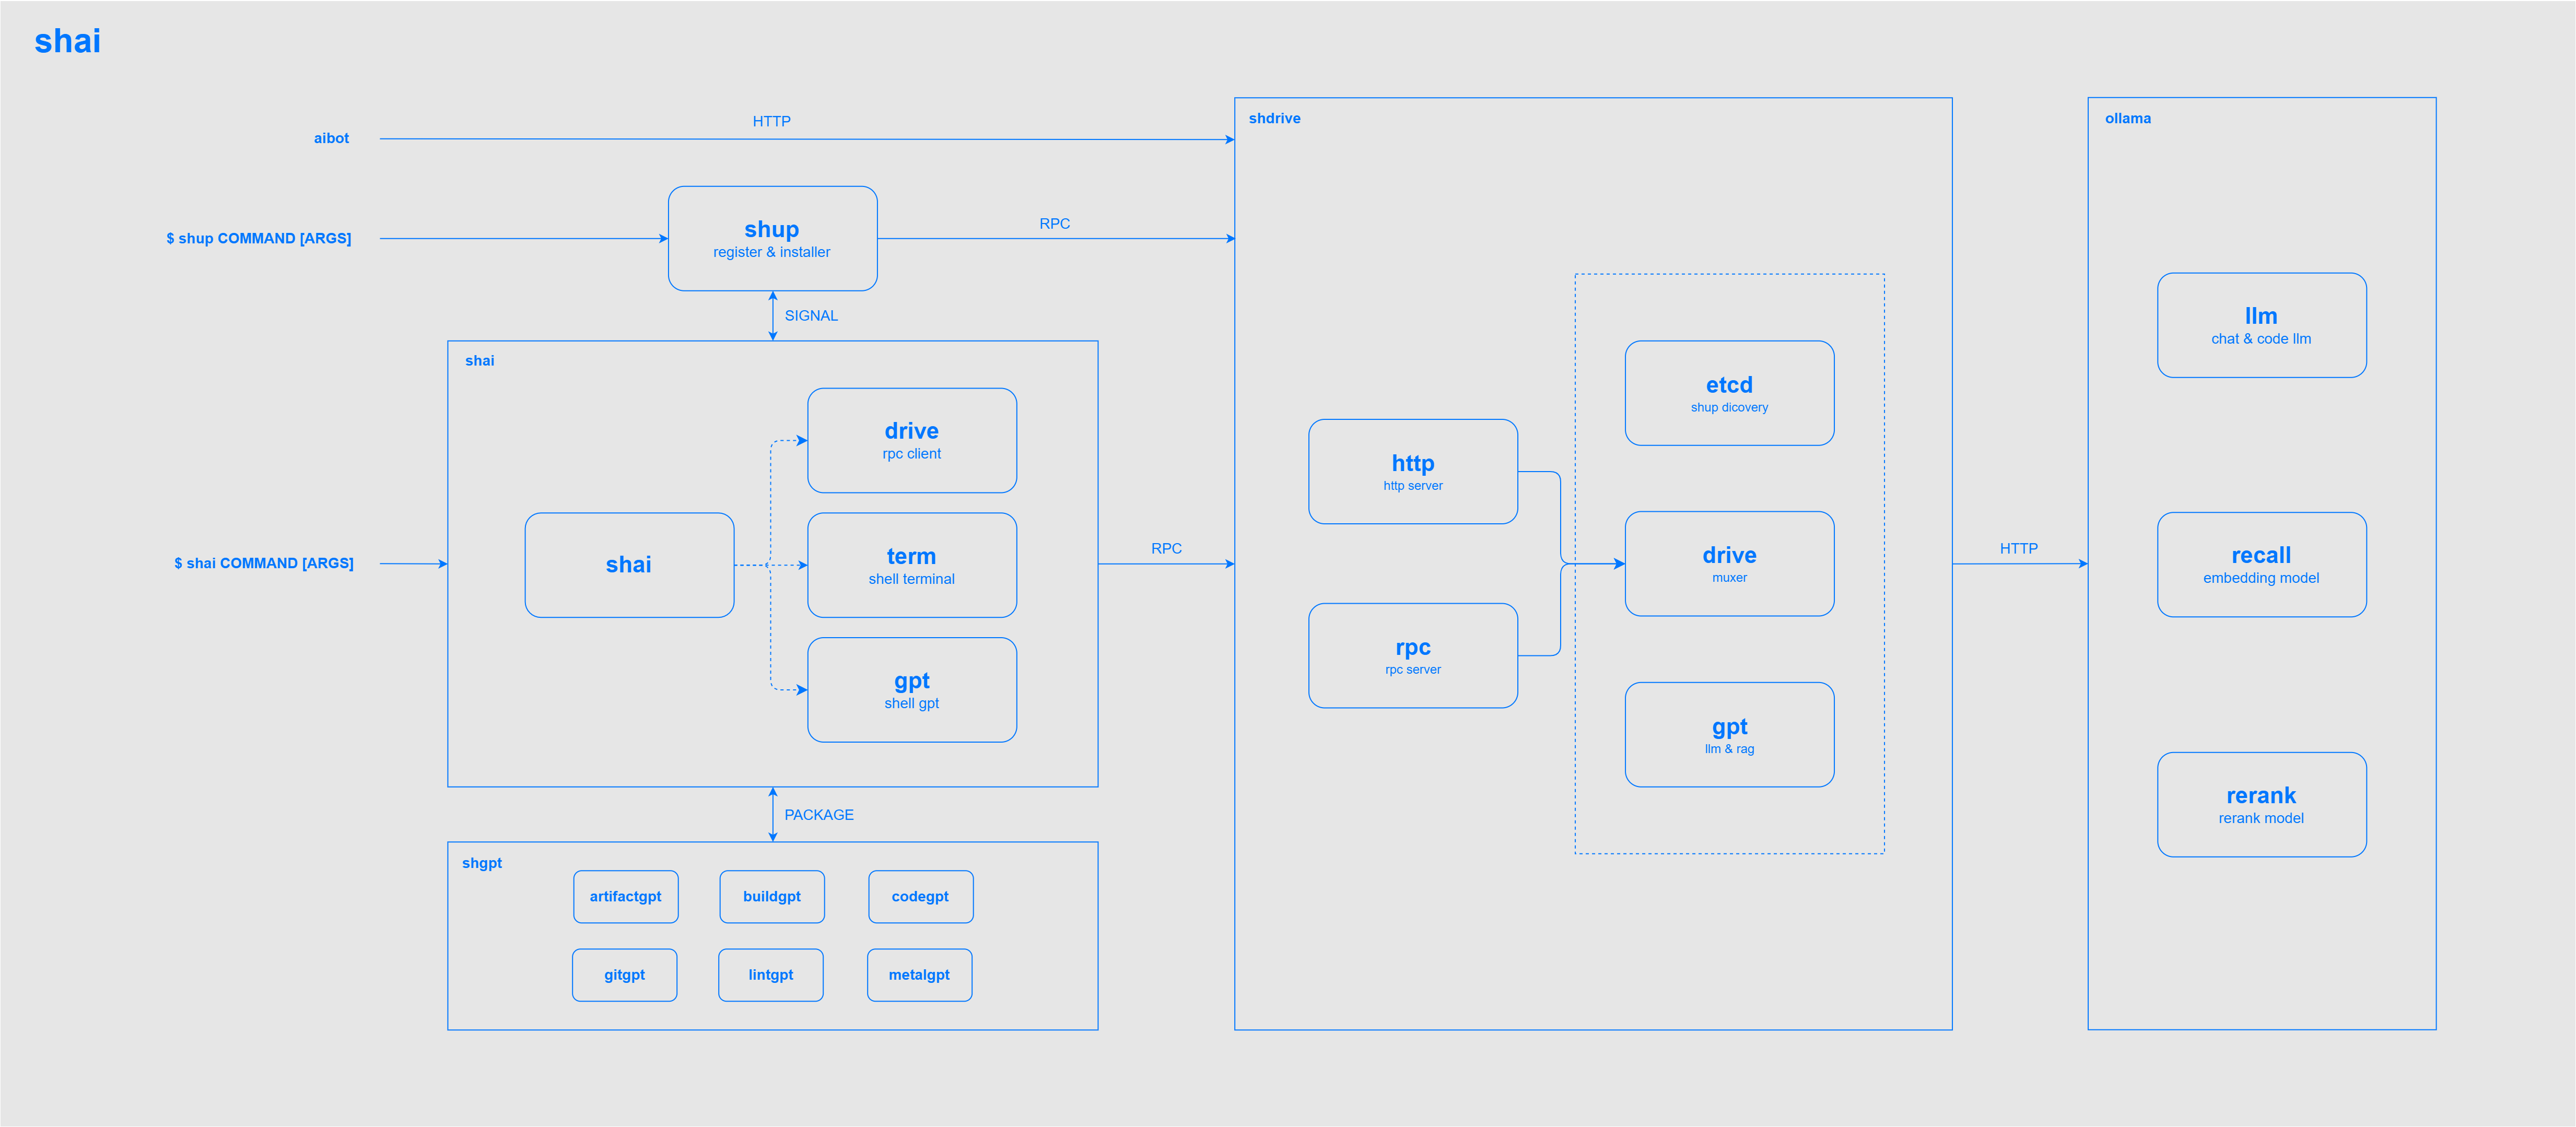 shai
aibot
HTTP
$ shup COMMAND [ARGS]
shup
register & installer
RPC
SIGNAL
shai
drive
rpc client
$ shai COMMAND [ARGS]
shai
term
shell terminal
gpt
shell gpt
RPC
PACKAGE
shgpt
artifactgpt
buildgpt
codegpt
gitgpt
lintgpt
metalgpt
shdrive
http
http server
rpc
rpc server
etcd
shup dicovery
drive
muxer
gpt
llm & rag
HTTP
ollama
llm
chat & code llm
recall
embedding model
rerank
rerank model